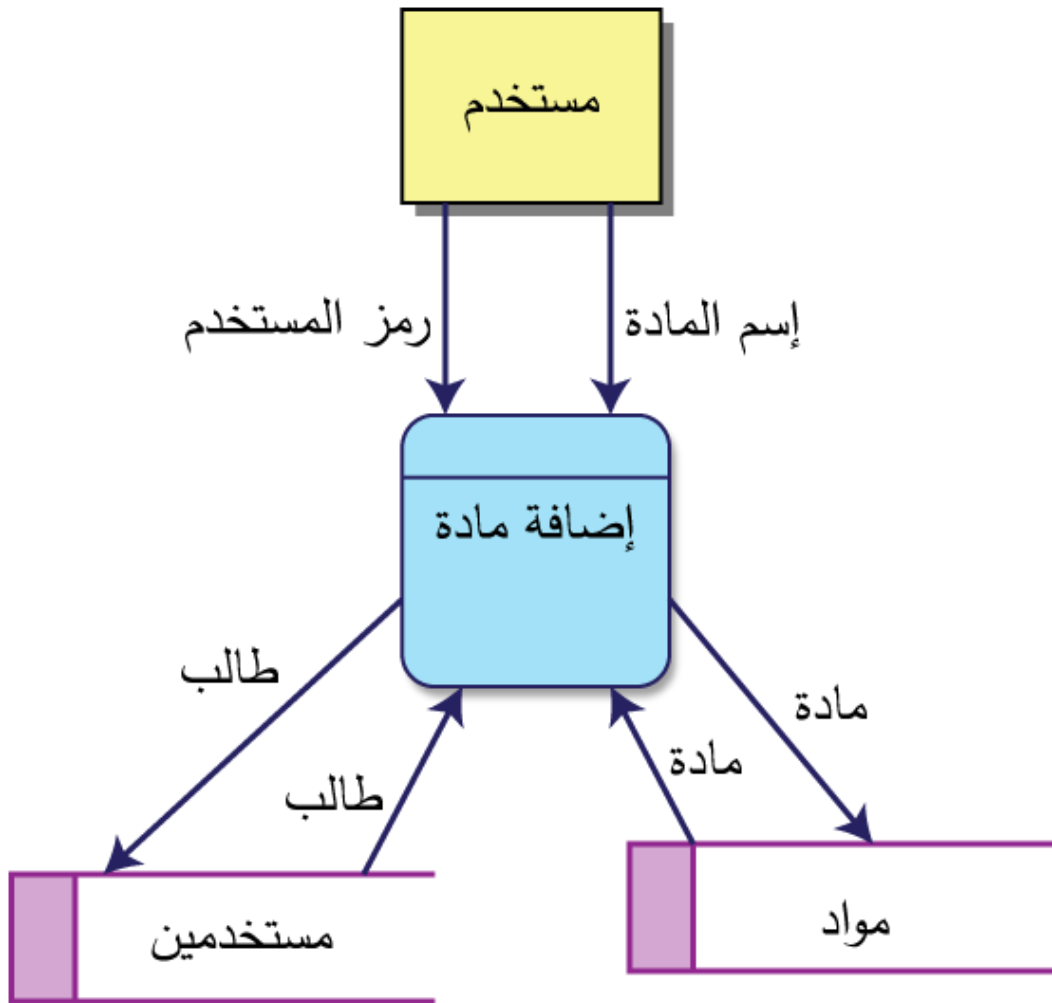 مستخدم
إسم المادة
رمز المستخدم
إضافة مادة
طالب
مادة
مادة
طالب
مواد
مستخدمين